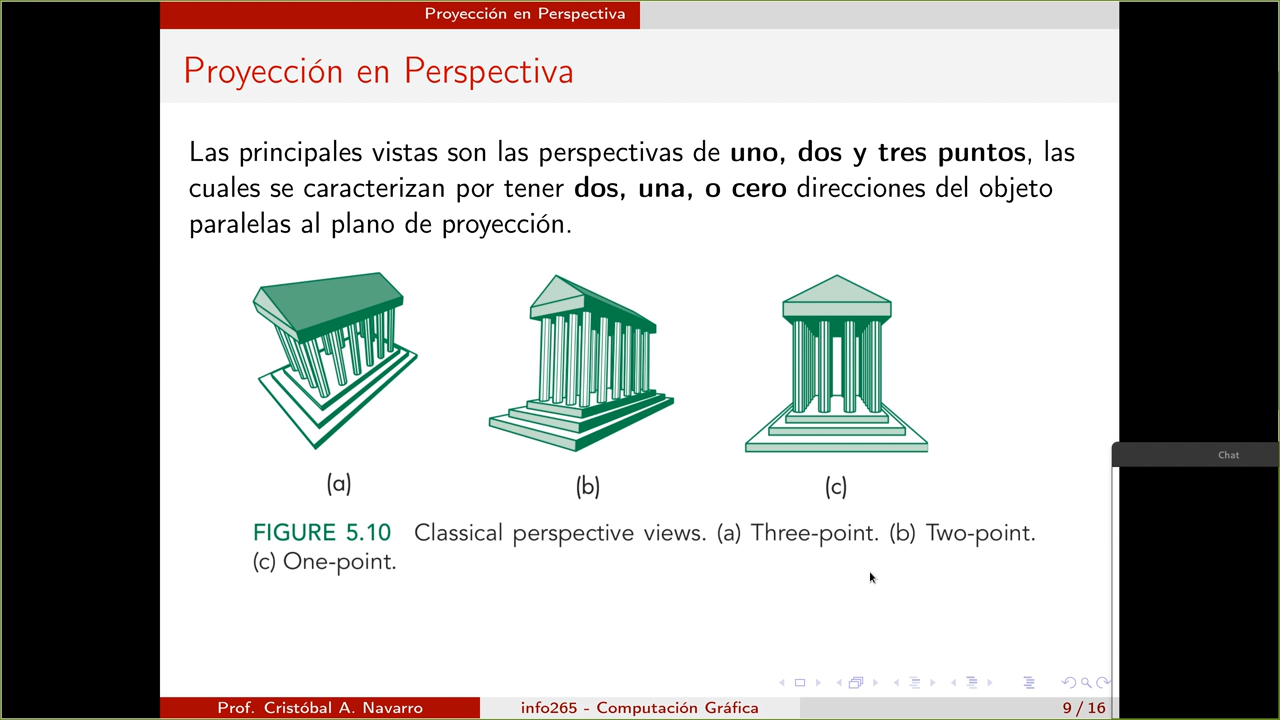 Proyección en Perspectiva
Proyección en Perspectiva
Las principales vistas son las perspectivas de uno, dos y tres puntos, las
cuales se caracterizan por tener dos, una, o cero direcciones del objeto
paralelas al plano de proyección.
(a)
(b)
(c)
FIGURE 5.10 Classical perspective views. (a) Three-point. (b) Two-point.
(c) One-point.
Chat
Prof. Cristóbal A. Navarro
info265 - Computación Gráfica
9 / 16